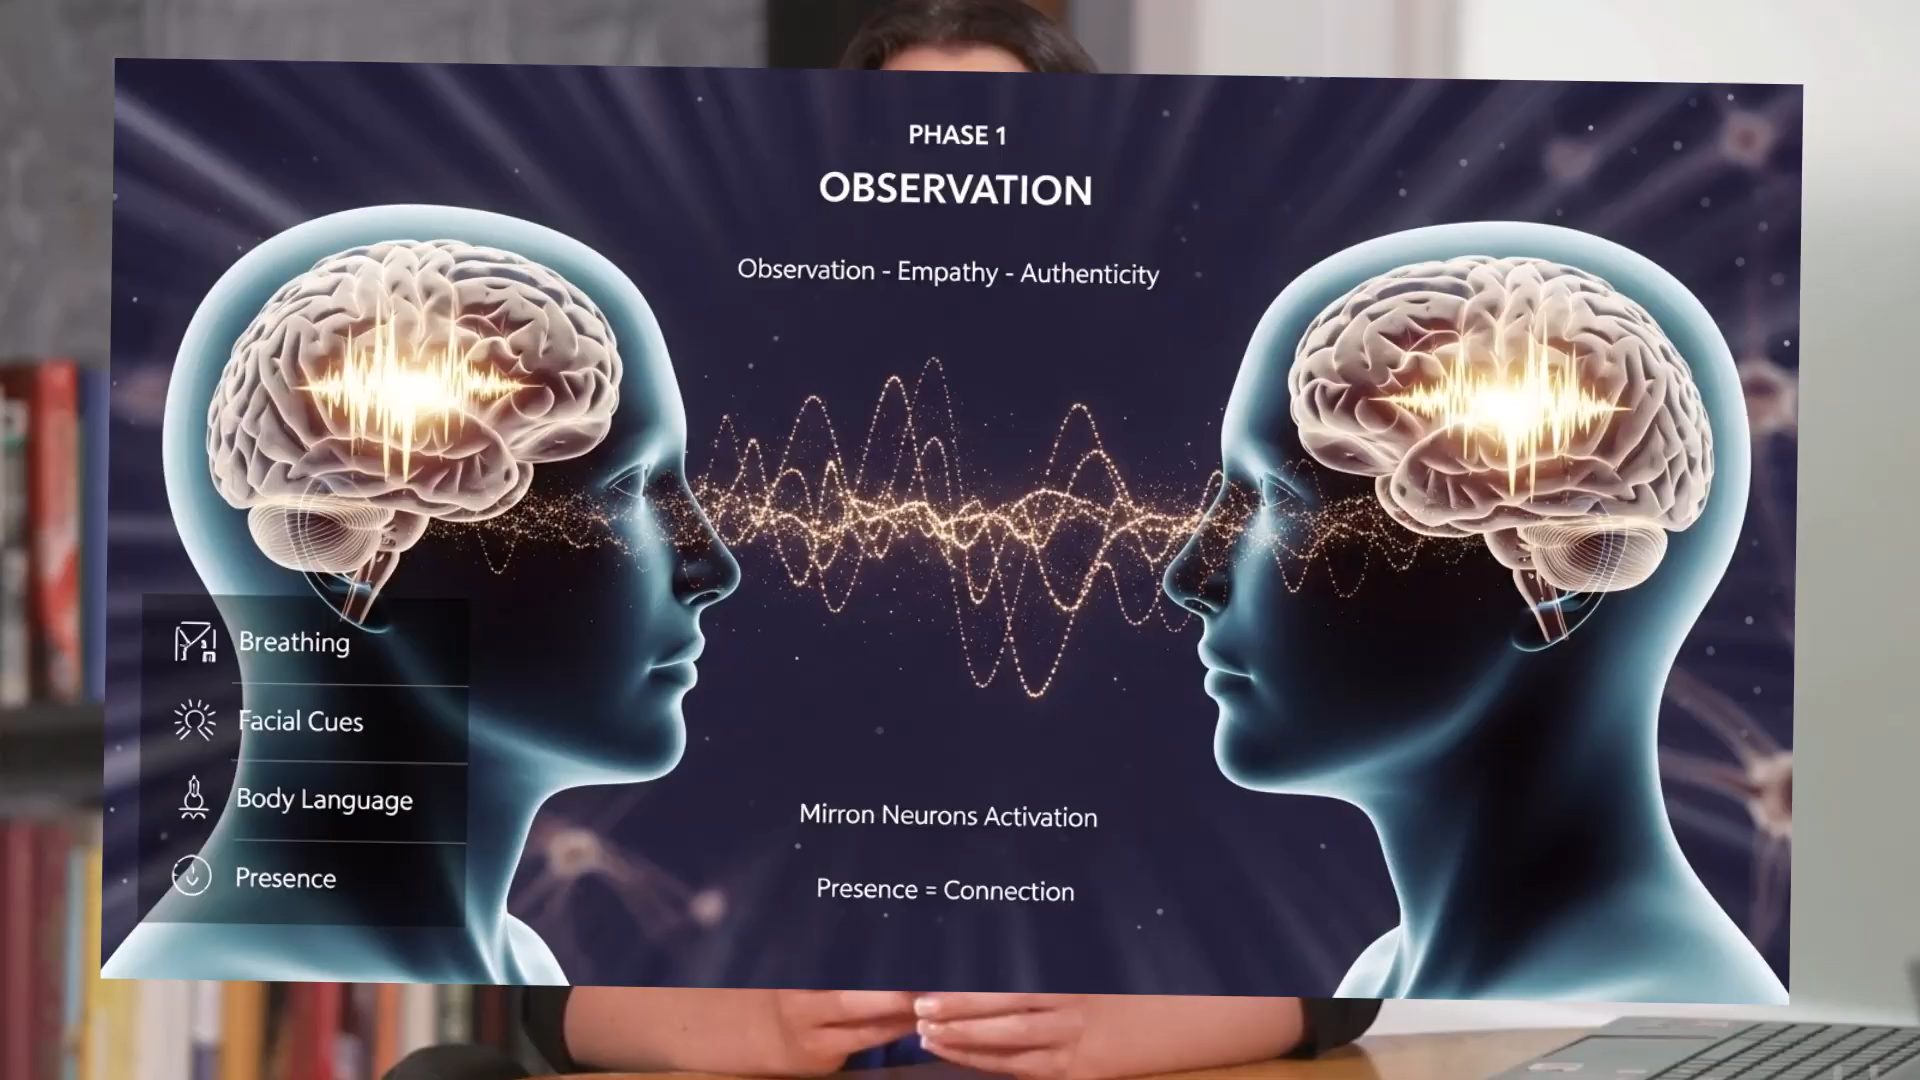 PHASE 1
OBSERVATION
Observation - Empathy - Authenticity
Breathing
Facial Cues
Body Language
Presence
Mirron Neurons Activation
Presence = Connection